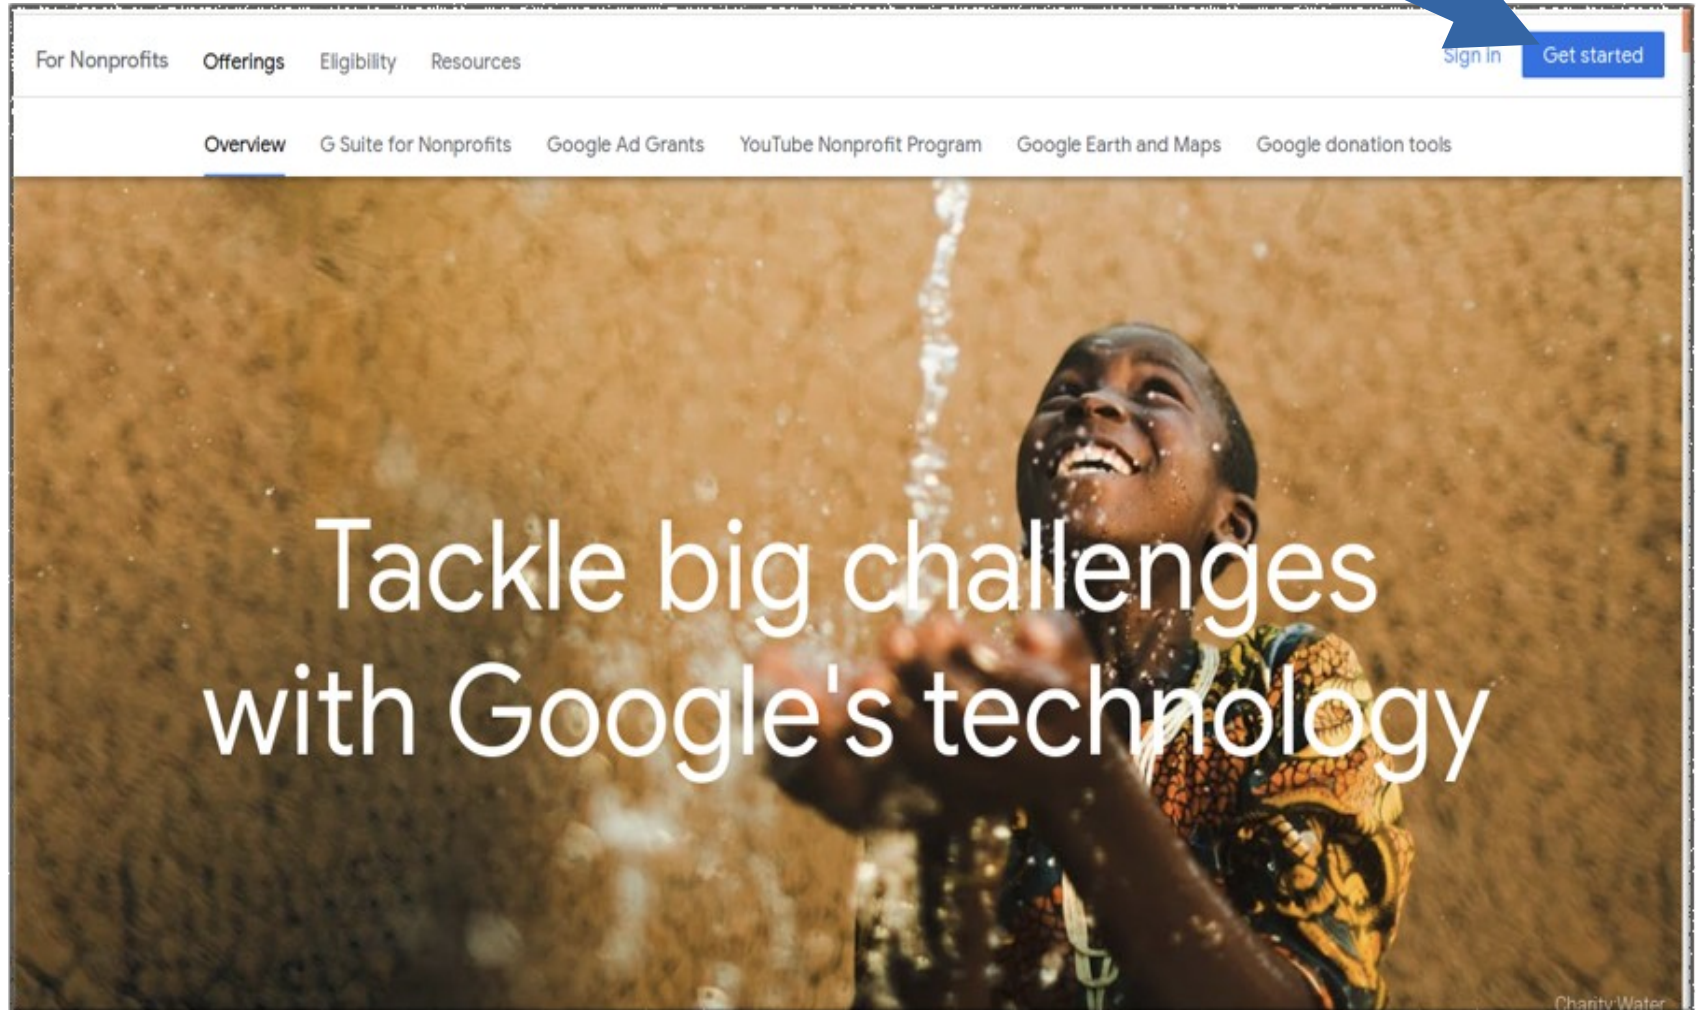 For Nonprofits Offerings Eligibility Resources Sign in Get started
Overview G Suite for Nonprofits Google Ad Grants YouTube Nonprofit Program Google Earth and Maps Google donation tools
Tackle big challenges
with Google's technology
Charity:Water